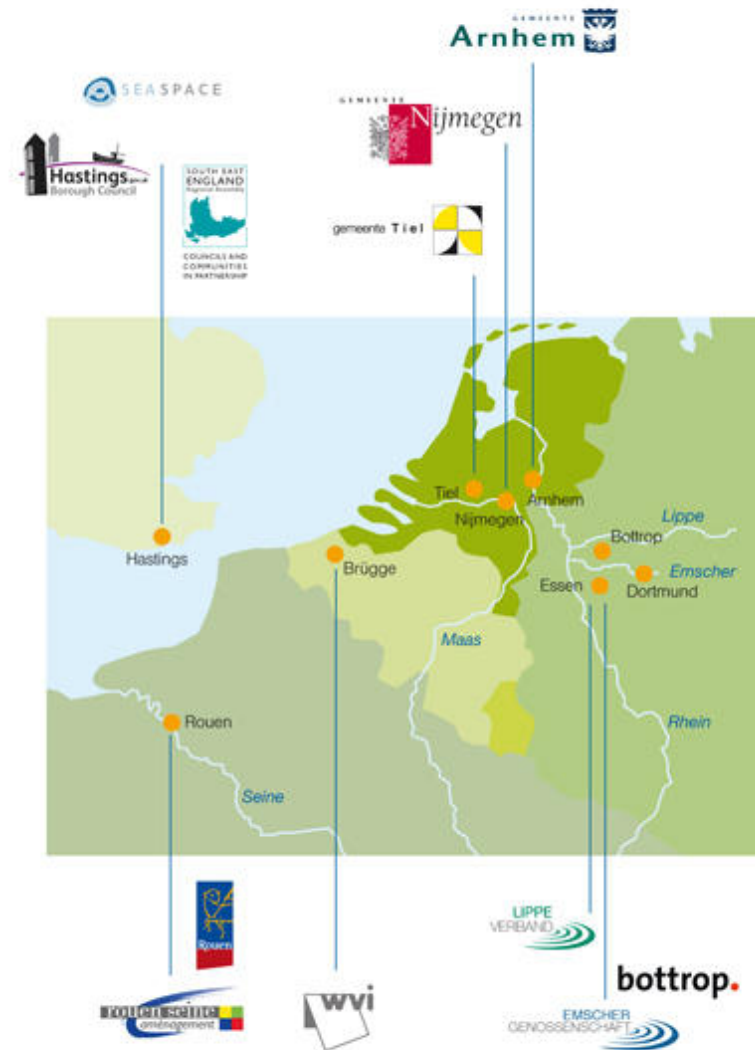 GEMEENTE
Arnhem
SEASPACE
GEMEENTE
Nijmegen
Hastings.gov.uk
Borough Council
SOUTH EAST
ENGLAND
Regional Assembly
COUNCILS AND
COMMUNITIES
IN PARTNERSHIP
gemeente Tiel
Tiel
Arnhem
Nijmegen
Lippe
Bottrop
Hastings
Brügge
Essen
Emscher
Dortmund
Maas
Rouen
Rhein
Seine
Rouen
LIPPE
VERBAND
bottrop.
rouen seine
aménagement
wvi
EMSCHER
GENOSSENSCHAFT